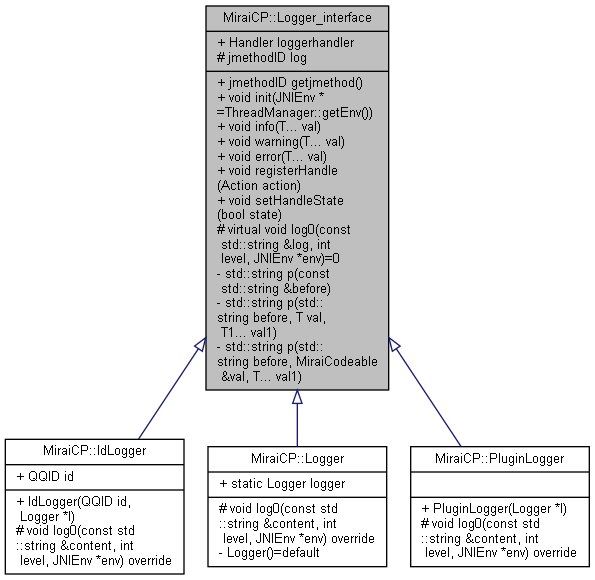 MiraiCP::Logger_interface
+ Handler loggerhandler
# jmethodID log
+ jmethodID getjmethod()
+ void init(JNIEnv *
=ThreadManager::getEnv())
+ void info(T... val)
+ void warning(T... val)
+ void error(T... val)
+ void registerHandle
(Action action)
+ void setHandleState
(bool state)
# virtual void log0(const
std::string &log, int
level, JNIEnv *env)=0
- std::string p(const
std::string &before)
- std::string p(std::
string before, T val,
T1... val1)
- std::string p(std::
string before, MiraiCodeable
&val, T... val1)
MiraiCP::IdLogger
+ QQID id
+ IdLogger(QQID id,
Logger *l)
# void log0(const std
::string &content, int
level, JNIEnv *env) override
MiraiCP::Logger
+ static Logger logger
# void log0(const std
::string &content, int
level, JNIEnv *env) override
- Logger()=default
MiraiCP::PluginLogger
+ PluginLogger(Logger *l)
# void log0(const std
::string &content, int
level, JNIEnv *env) override